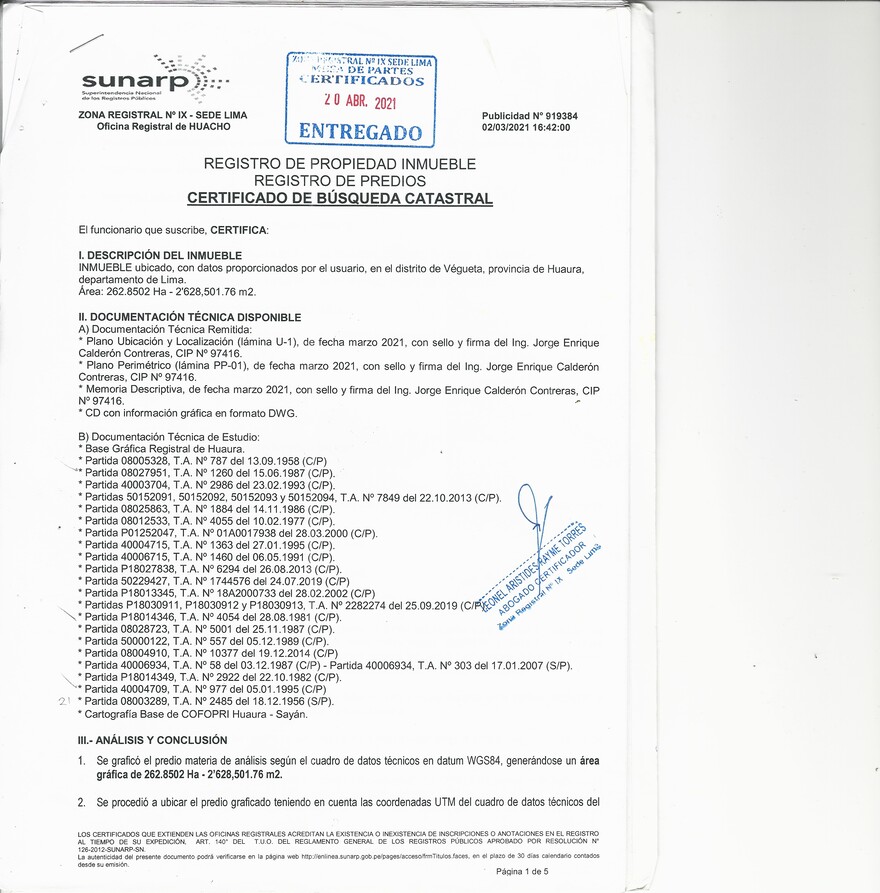 sunarp
Superintendencia Nacional
de los Registros Públicos
ZONA REGISTRAL Nº IX - SEDE LIMA
Oficina Registral de HUACHO
REGISTRAL Nº IX SEDE LIMA
MESA DE PARTES
CERTIFICADOS
20 ABR. 2021
ENTREGADO
Publicidad N° 919384
02/03/2021 16:42:00
REGISTRO DE PROPIEDAD INMUEBLE
REGISTRO DE PREDIOS
CERTIFICADO DE BÚSQUEDA CATASTRAL
El funcionario que suscribe, CERTIFICA:
I. DESCRIPCIÓN DEL INMUEBLE
INMUEBLE ubicado, con datos proporcionados por el usuario, en el distrito de Végueta, provincia de Huaura,
departamento de Lima.
Área: 262.8502 Ha - 2'628,501.76 m2.
II. DOCUMENTACIÓN TÉCNICA DISPONIBLE
A) Documentación Técnica Remitida:
* Plano Ubicación y Localización (lámina U-1), de fecha marzo 2021, con sello y firma del Ing. Jorge Enrique
Calderón Contreras, CIP Nº 97416.
* Plano Perimétrico (lámina PP-01), de fecha marzo 2021, con sello y firma del Ing. Jorge Enrique Calderón
Contreras, CIP Nº 97416.
* Memoria Descriptiva, de fecha marzo 2021, con sello y firma del Ing. Jorge Enrique Calderón Contreras, CIP
Nº 97416.
* CD con información gráfica en formato DWG.
B) Documentación Técnica de Estudio:
* Base Gráfica Registral de Huaura.
* Partida 08005328, T.A. Nº 787 del 13.09.1958 (C/P)
* Partida 08027951, T.A. Nº 1260 del 15.06.1987 (C/P).
* Partida 40003704, T.A. Nº 2986 del 23.02.1993 (C/P).
* Partidas 50152091, 50152092, 50152093 y 50152094, T.A. Nº 7849 del 22.10.2013 (C/P).
* Partida 08025863, T.A. Nº 1884 del 14.11.1986 (C/P).
* Partida 08012533, T.A. Nº 4055 del 10.02.1977 (C/P).
* Partida P01252047, T.A. Nº 01A0017938 del 28.03.2000 (C/P).
* Partida 40004715, T.A. Nº 1363 del 27.01.1995 (C/P).
* Partida 40006715, T.A. Nº 1460 del 06.05.1991 (C/P).
* Partida P18027838, T.A. Nº 6294 del 26.08.2013 (C/P).
* Partida 50229427, T.A. Nº 1744576 del 24.07.2019 (C/P)
* Partida P18013345, T.A. Nº 18A2000733 del 28.02.2002 (C/P)
* Partidas P18030911, P18030912 y P18030913, T.A. Nº 2282274 del 25.09.2019 (C/P).
* Partida P18014346, T.A. Nº 4054 del 28.08.1981 (C/P).
* Partida 08028723, T.A. Nº 5001 del 25.11.1987 (C/P).
* Partida 50000122, T.A. Nº 557 del 05.12.1989 (C/P).
* Partida 08004910, T.A. Nº 10377 del 19.12.2014 (C/P)
* Partida 40006934, T.A. Nº 58 del 03.12.1987 (C/P) - Partida 40006934, T.A. Nº 303 del 17.01.2007 (S/P).
* Partida P18014349, T.A. Nº 2922 del 22.10.1982 (C/P).
* Partida 40004709, T.A. Nº 977 del 05.01.1995 (C/P)
21 * Partida 08003289, T.A. Nº 2485 del 18.12.1956 (S/P).
* Cartografía Base de COFOPRI Huaura - Sayán.
LEONEL ARISTIDES RAYME TORRES
ABOGADO CERTIFICADOR
Zona Registral Nº IX - Sede Lima
III.- ANÁLISIS Y CONCLUSIÓN
1. Se graficó el predio materia de análisis según el cuadro de datos técnicos en datum WGS84, generándose un área
gráfica de 262.8502 Ha - 2'628,501.76 m2.
2. Se procedió a ubicar el predio graficado teniendo en cuenta las coordenadas UTM del cuadro de datos técnicos del
LOS CERTIFICADOS QUE EXTIENDEN LAS OFICINAS REGISTRALES ACREDITAN LA EXISTENCIA O INEXISTENCIA DE INSCRIPCIONES O ANOTACIONES EN EL REGISTRO
AL TIEMPO DE SU EXPEDICIÓN, ART. 140° DEL T.U.O. DEL REGLAMENTO GENERAL DE LOS REGISTROS PÚBLICOS APROBADO POR RESOLUCIÓN N°
126-2012-SUNARP-SN.
La autenticidad del presente documento podrá verificarse en la página web http://enlinea.sunarp.gob.pe/pages/acceso/frmTitulos.faces, en el plazo de 30 días calendario contados
desde su emisión.
Página 1 de 5